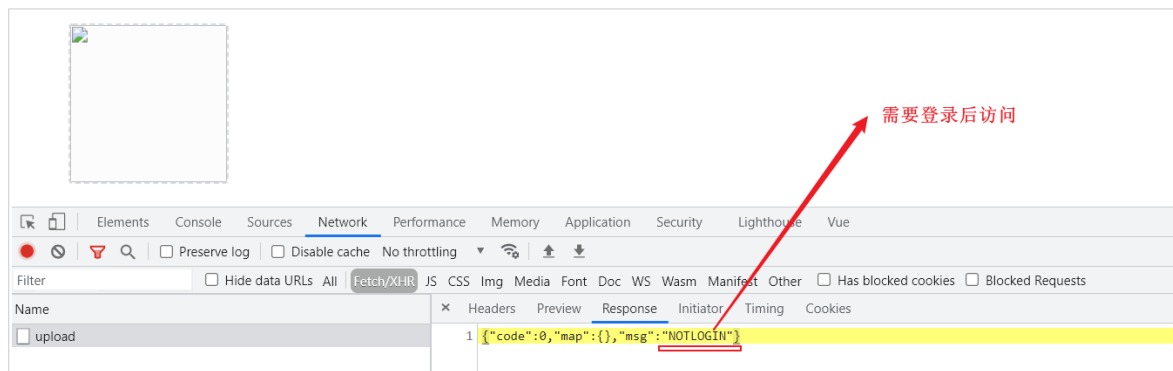 需要登录后访问
Elements Console Sources Network Performance Memory Application Security Lighthouse Vue
Preserve log Disable cache No throttling
Filter Hide data URLs All Fetch/XHR JS CSS Img Media Font Doc WS Wasm Manifest Other Has blocked cookies Blocked Requests
Name × Headers Preview Response Initiator Timing Cookies
upload 1 {"code":0,"map":{},"msg":"NOTLOGIN"}